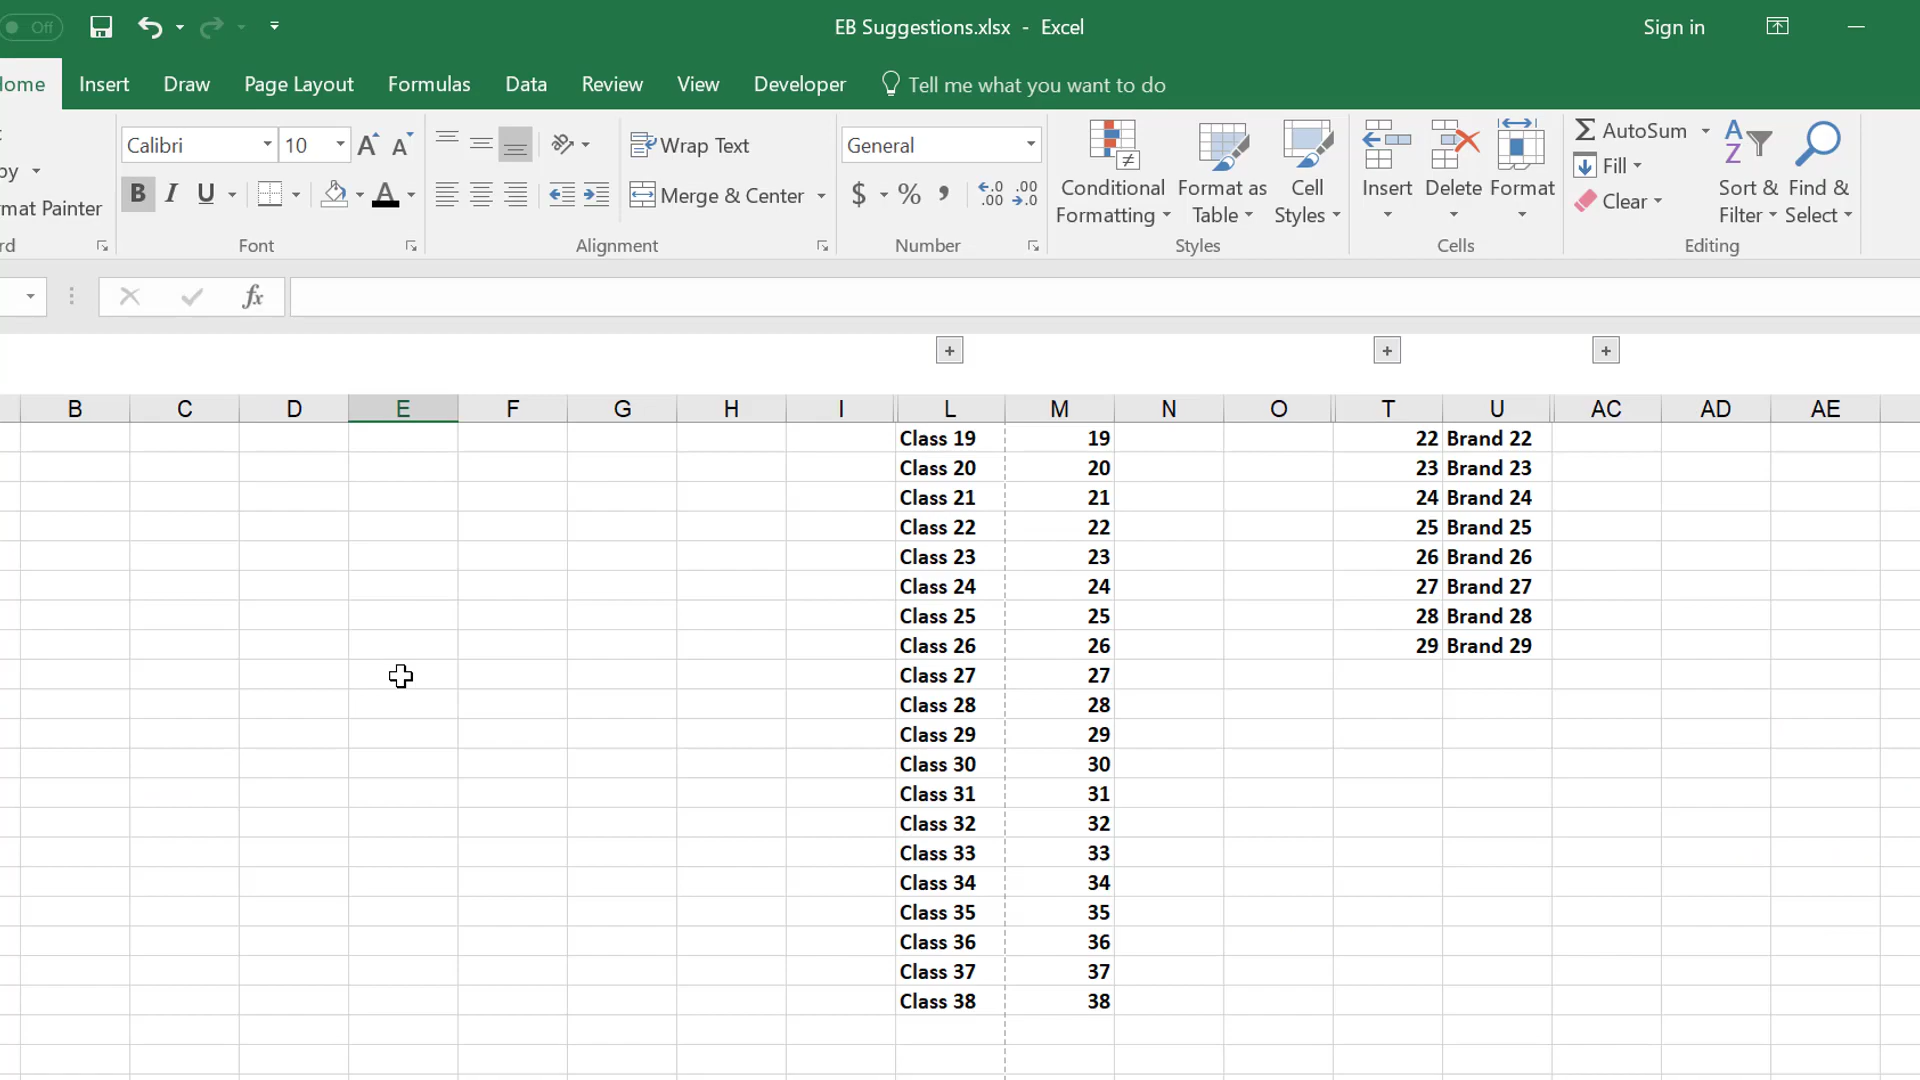 Off
EB Suggestions.xlsx - Excel
Sign in
Home Insert Draw Page Layout Formulas Data Review View Developer Tell me what you want to do
Calibri 10 Wrap Text General AutoSum
py Fill
B I U A Merge & Center $ % , Conditional Formatting Format as Table Cell Styles Insert Delete Format Clear Sort & Filter Find & Select
mat Painter
rd Font Alignment Number Styles Cells Editing
fx
+ + +
B C D E F G H I L M N O T U AC AD AE
Class 19 19 22 Brand 22
Class 20 20 23 Brand 23
Class 21 21 24 Brand 24
Class 22 22 25 Brand 25
Class 23 23 26 Brand 26
Class 24 24 27 Brand 27
Class 25 25 28 Brand 28
Class 26 26 29 Brand 29
Class 27 27
Class 28 28
Class 29 29
Class 30 30
Class 31 31
Class 32 32
Class 33 33
Class 34 34
Class 35 35
Class 36 36
Class 37 37
Class 38 38